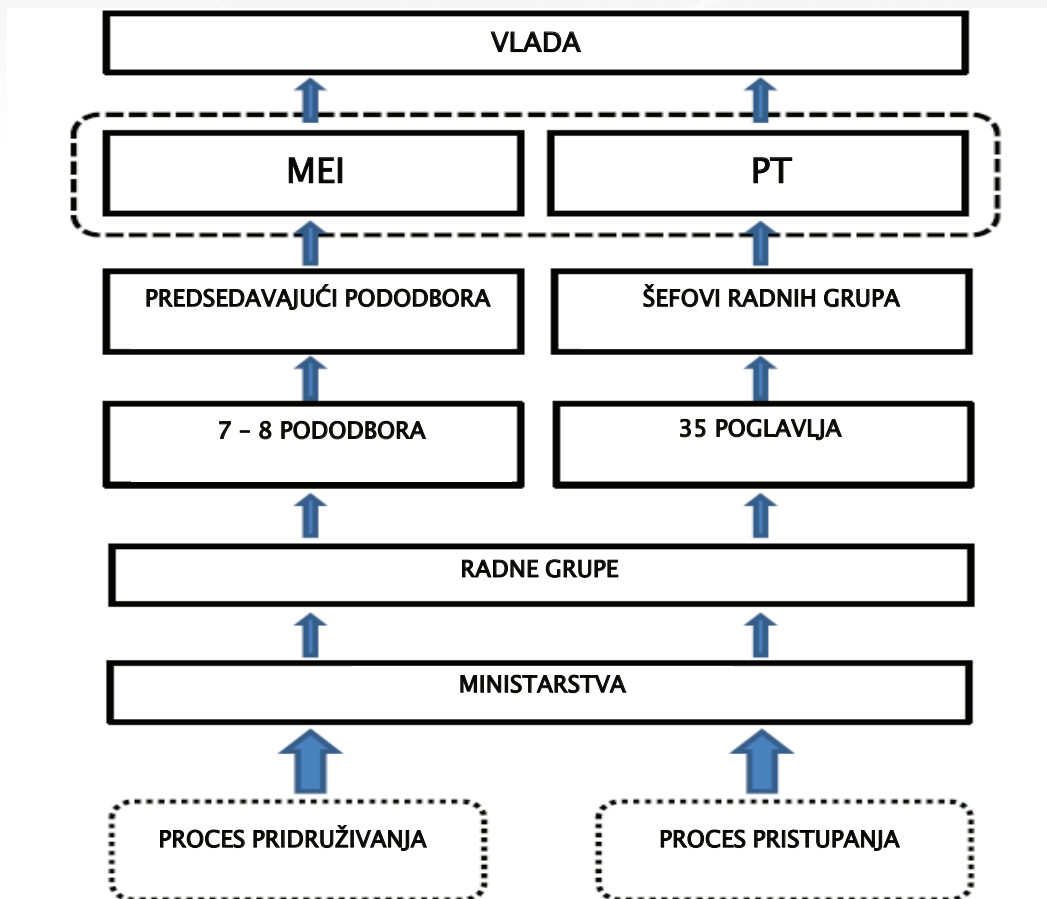 VLADA
MEI
PT
PREDSEDAVAJUĆI PODODBORA
ŠEFOVI RADNIH GRUPA
7 – 8 PODODBORA
35 POGLAVLJA
RADNE GRUPE
MINISTARSTVA
PROCES PRIDRUŽIVANJA
PROCES PRISTUPANJA